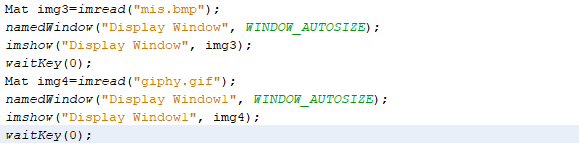 Mat img3=imread("mis.bmp");
namedWindow("Display Window", WINDOW_AUTOSIZE);
imshow("Display Window", img3);
waitKey(0);
Mat img4=imread("giphy.gif");
namedWindow("Display Window1", WINDOW_AUTOSIZE);
imshow("Display Window1", img4);
waitKey(0);